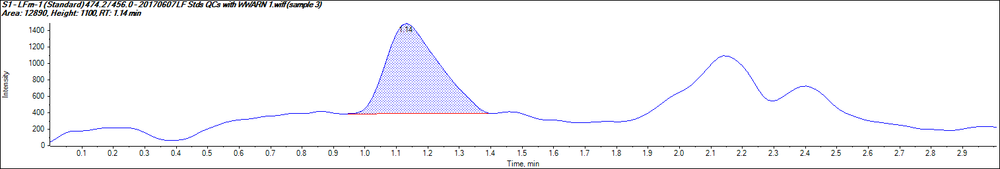 S1 - LFm-1 (Standard) 474.2 / 456.0 - 20170607 LF Stds QCs with WWARN 1.wiff (sample 3)
Area: 12890, Height: 1100, RT: 1.14 min
1.14
1400
1200
1000
800
600
400
200
0
Intensity
0.1 0.2 0.3 0.4 0.5 0.6 0.7 0.8 0.9 1.0 1.1 1.2 1.3 1.4 1.5 1.6 1.7 1.8 1.9 2.0 2.1 2.2 2.3 2.4 2.5 2.6 2.7 2.8 2.9
Time, min